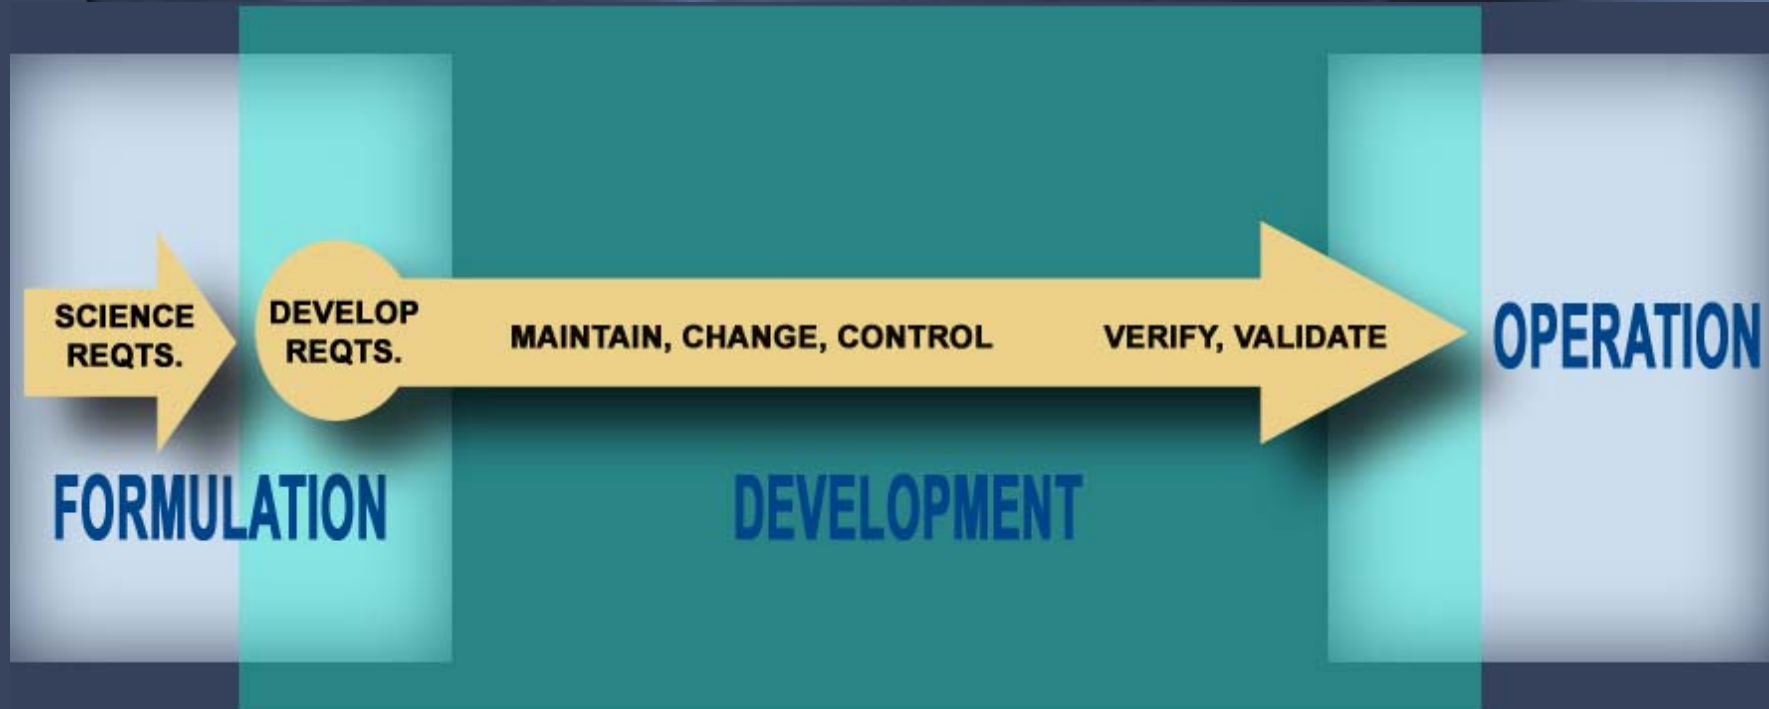 SCIENCE
REQTS.
DEVELOP
REQTS.
MAINTAIN, CHANGE, CONTROL
VERIFY, VALIDATE
OPERATION
FORMULATION
DEVELOPMENT